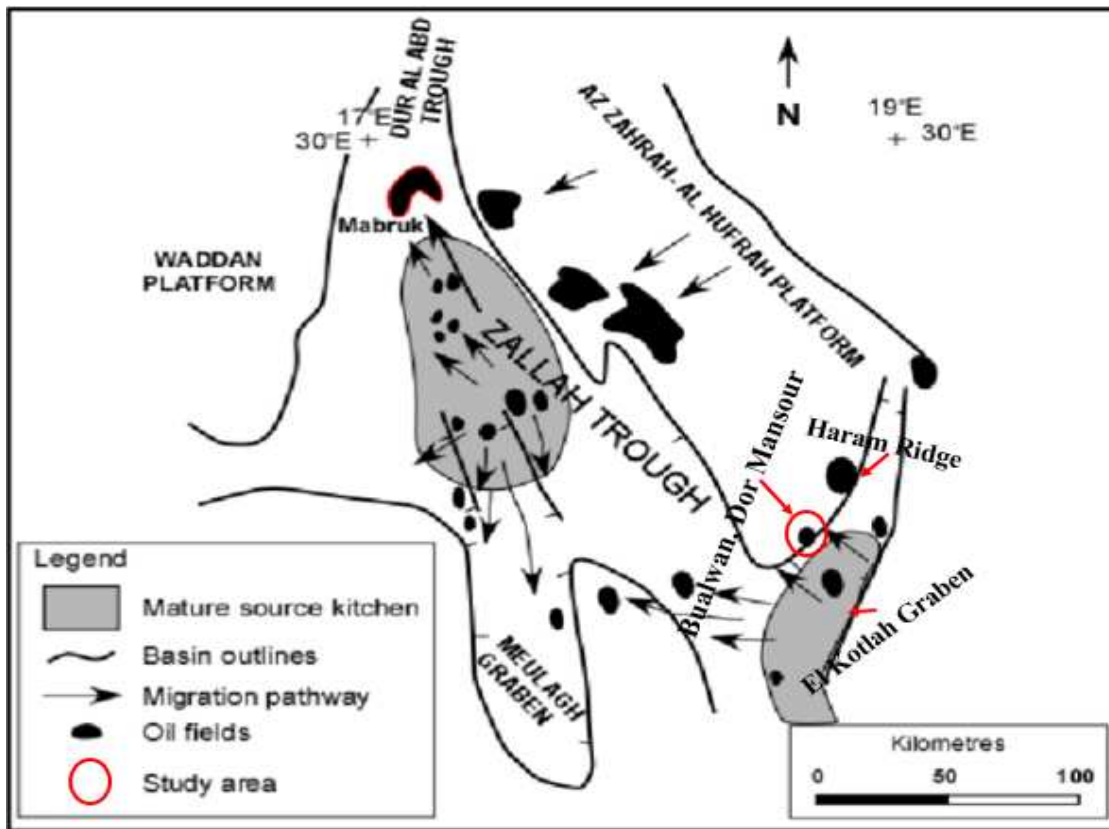 DUR AL ABD
TROUGH
17°E
30°E +
AZ ZAHRAH- AL HUFRAH PLATFORM
N
19°E
+ 30°E
Mabruk
WADDAN
PLATFORM
ZALLAH TROUGH
Bualwan, Dor Mansour
Haram Ridge
El Kotlah Graben
MEULAGH
GRABEN
Legend
Mature source kitchen
Basin outlines
Migration pathway
Oil fields
Study area
Kilometres
0 50 100